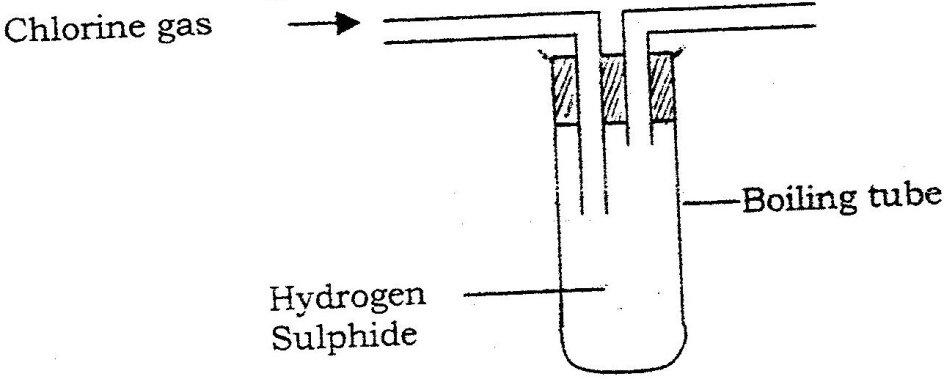 Chlorine gas
Boiling tube
Hydrogen
Sulphide